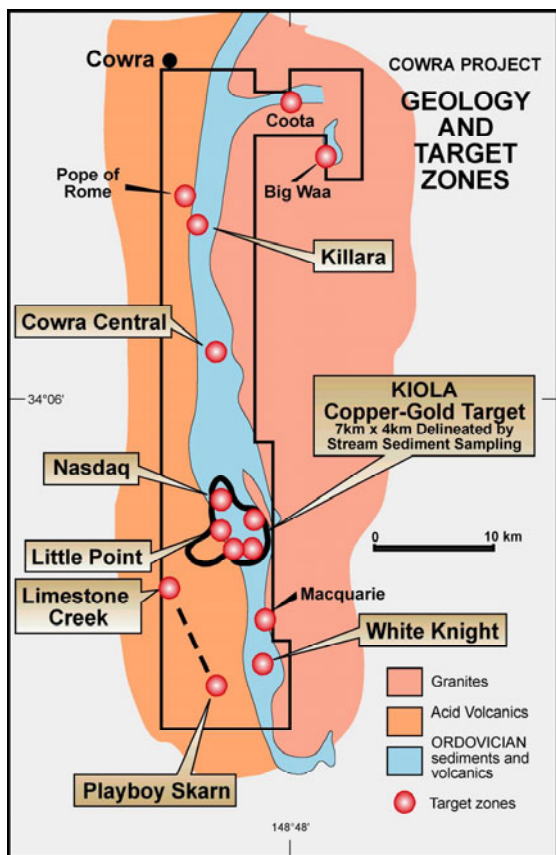 Cowra
COWRA PROJECT
GEOLOGY
AND
TARGET
ZONES
Coota
Pope of
Rome
Big Waa
Killara
Cowra Central
34°06'
KIOLA
Copper-Gold Target
7km x 4km Delineated by
Stream Sediment Sampling
Nasdaq
Little Point
0
10 km
Limestone
Creek
Macquarie
White Knight
Granites
Acid Volcanics
ORDOVICIAN
sediments and
volcanics
Target zones
Playboy Skarn
148°48'